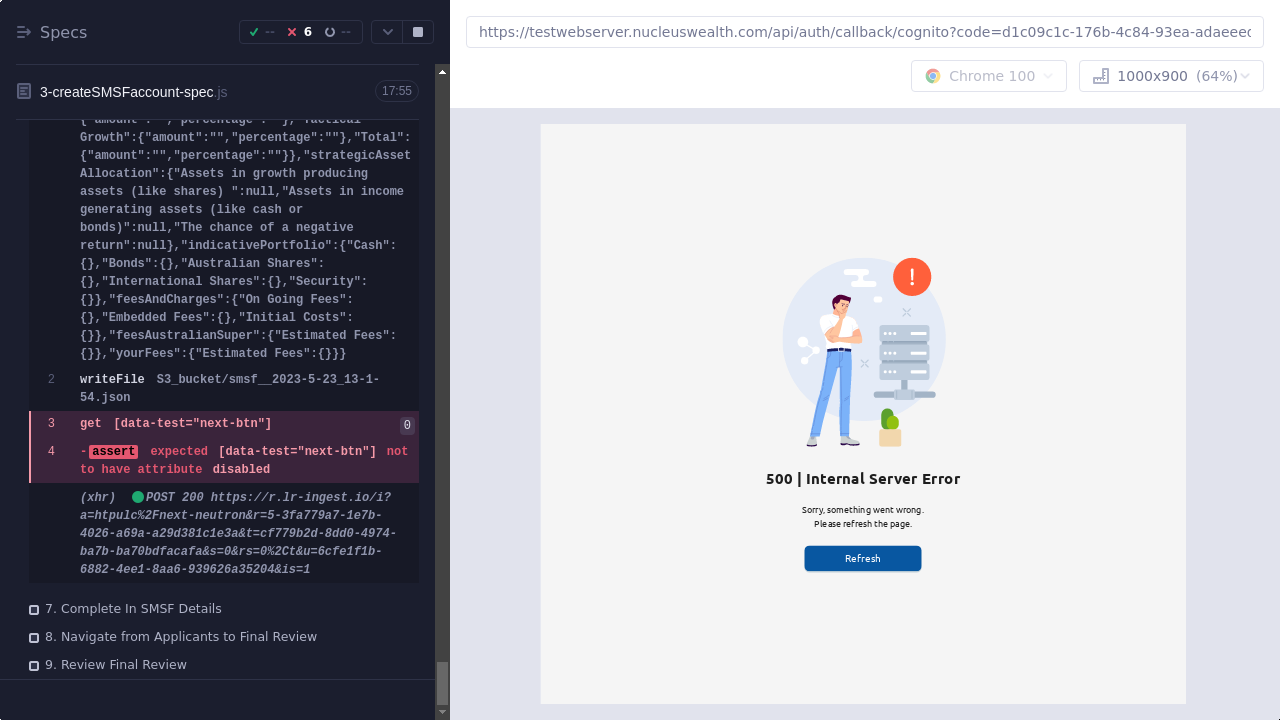 Specs
-- 6 --
3-createSMSFaccount-spec.js 17:55
{"amount":"","percentage":""},"Tactical
Growth":{"amount":"","percentage":""},"Total":
{"amount":"","percentage":""}},"strategicAsset
Allocation":{"Assets in growth producing
assets (like shares) ":null,"Assets in income
generating assets (like cash or
bonds)":null,"The chance of a negative
return":null},"indicativePortfolio":{"Cash":
{},"Bonds":{},"Australian Shares":
{},"International Shares":{},"Security":
{}},"feesAndCharges":{"On Going Fees":
{},"Embedded Fees":{},"Initial Costs":
{}},"feesAustralianSuper":{"Estimated Fees":
{}},"yourFees":{"Estimated Fees":{}}}
2 writeFile S3_bucket/smsf__2023-5-23_13-1-
54.json
3 get [data-test="next-btn"] 0
4 -assert expected [data-test="next-btn"] not
to have attribute disabled
(xhr) POST 200 https://r.lr-ingest.io/i?
a=htpulc%2Fnext-neutron&r=5-3fa779a7-1e7b-
4026-a69a-a29d381c1e3a&t=cf779b2d-8dd0-4974-
ba7b-ba70bdfacafa&s=0&rs=0%2Ct&u=6cfe1f1b-
6882-4ee1-8aa6-939626a35204&is=1
7. Complete In SMSF Details
8. Navigate from Applicants to Final Review
9. Review Final Review
https://testwebserver.nucleuswealth.com/api/auth/callback/cognito?code=d1c09c1c-176b-4c84-93ea-adaeeec
Chrome 100
1000x900 (64%)
!
500 | Internal Server Error
Sorry, something went wrong.
Please refresh the page.
Refresh